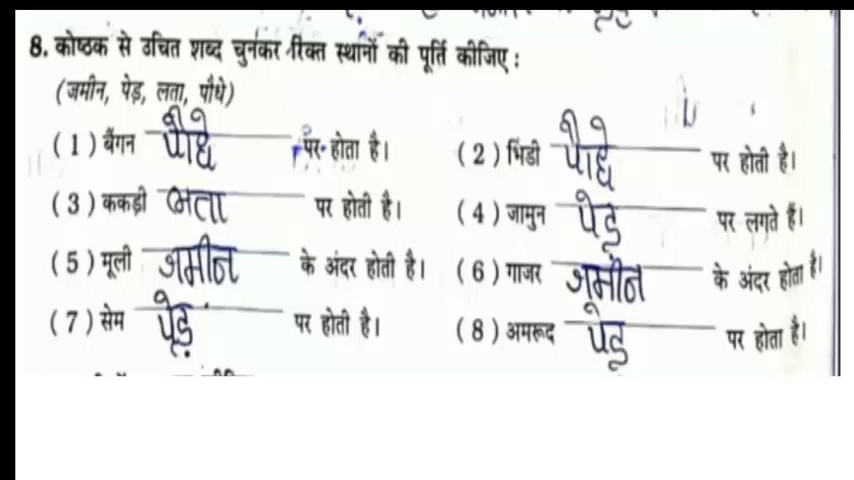 8. कोष्ठक से उचित शब्द चुनकर रिक्त स्थानों की पूर्ति कीजिए :
(जमीन, पेड़, लता, पौधे)
(1) बैंगन पौधे पर होता है। (2) भिंडी पौधे पर होती है।
(3) ककड़ी लता पर होती है। (4) जामुन पेड़ पर लगते हैं।
(5) मूली जमीन के अंदर होती है। (6) गाजर जमीन के अंदर होता है।
(7) सेम पेड़ पर होती है। (8) अमरूद पेड़ पर होता है।